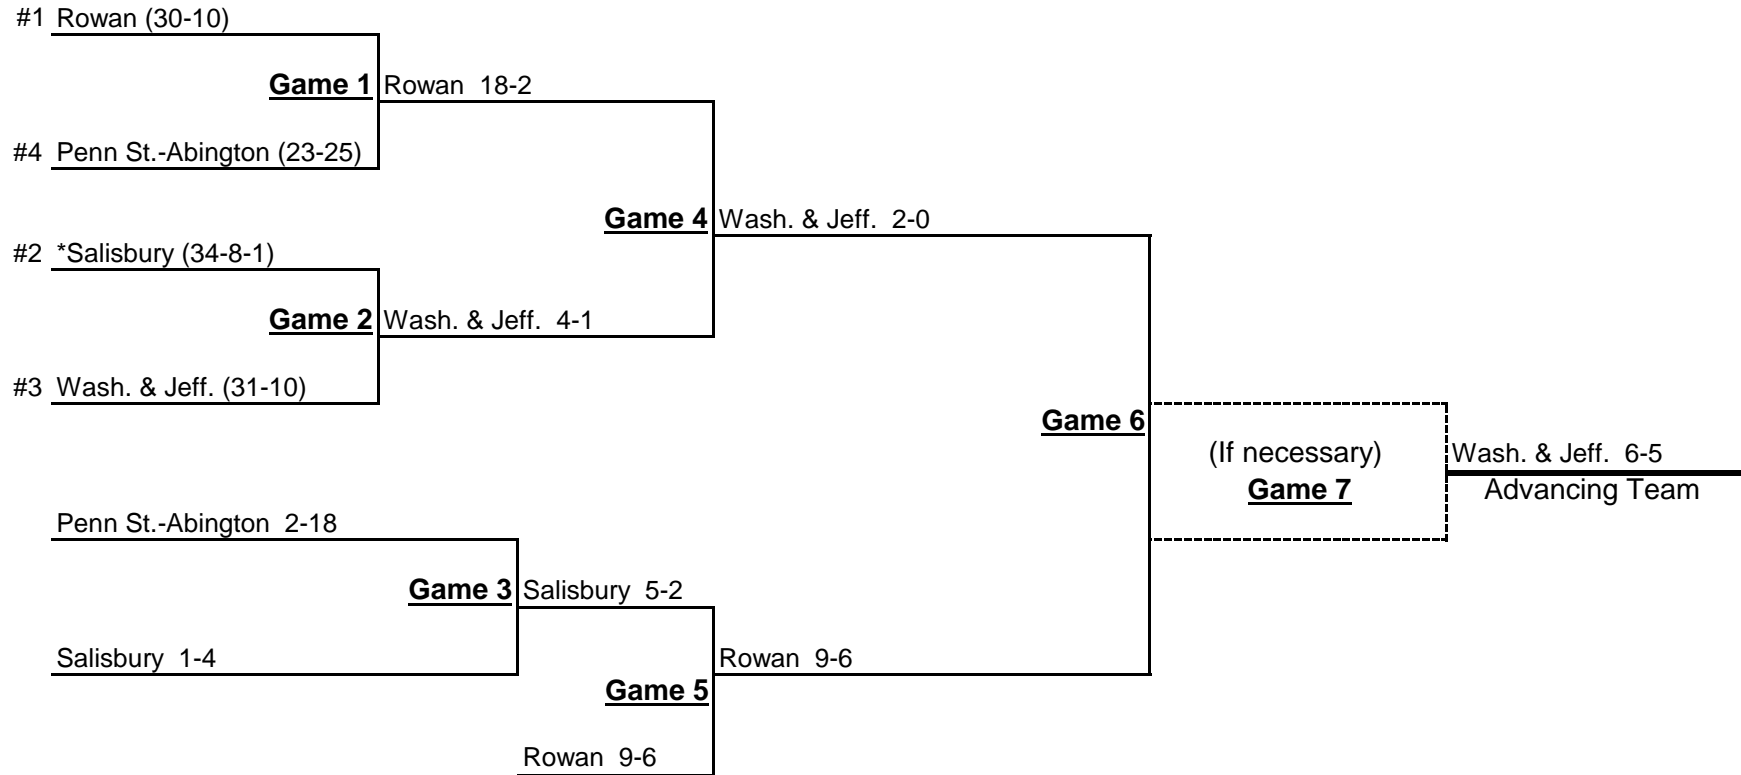 #1 Rowan (30-10)
Game 1 Rowan 18-2
#4 Penn St.-Abington (23-25)
Game 4 Wash. & Jeff. 2-0
#2 *Salisbury (34-8-1)
Game 2 Wash. & Jeff. 4-1
#3 Wash. & Jeff. (31-10)
Game 6
(If necessary)
Game 7
Wash. & Jeff. 6-5
Advancing Team
Penn St.-Abington 2-18
Game 3 Salisbury 5-2
Salisbury 1-4
Rowan 9-6
Game 5
Rowan 9-6